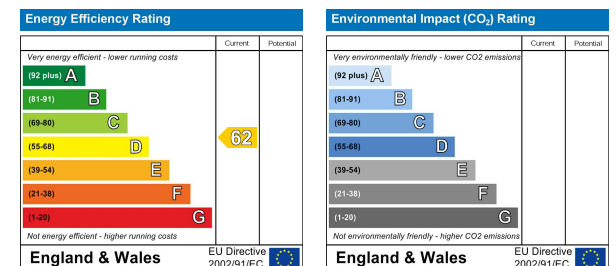 Energy Efficiency Rating
Current Potential
Very energy efficient - lower running costs
(92 plus) A
(81-91) B
(69-80) C
(55-68) D
62
(39-54) E
(21-38) F
(1-20) G
Not energy efficient - higher running costs
England & Wales
EU Directive
2002/91/EC
Environmental Impact (CO₂) Rating
Current Potential
Very environmentally friendly - lower CO2 emissions
(92 plus) A
(81-91) B
(69-80) C
(55-68) D
(39-54) E
(21-38) F
(1-20) G
Not environmentally friendly - higher CO2 emissions
England & Wales
EU Directive
2002/91/EC